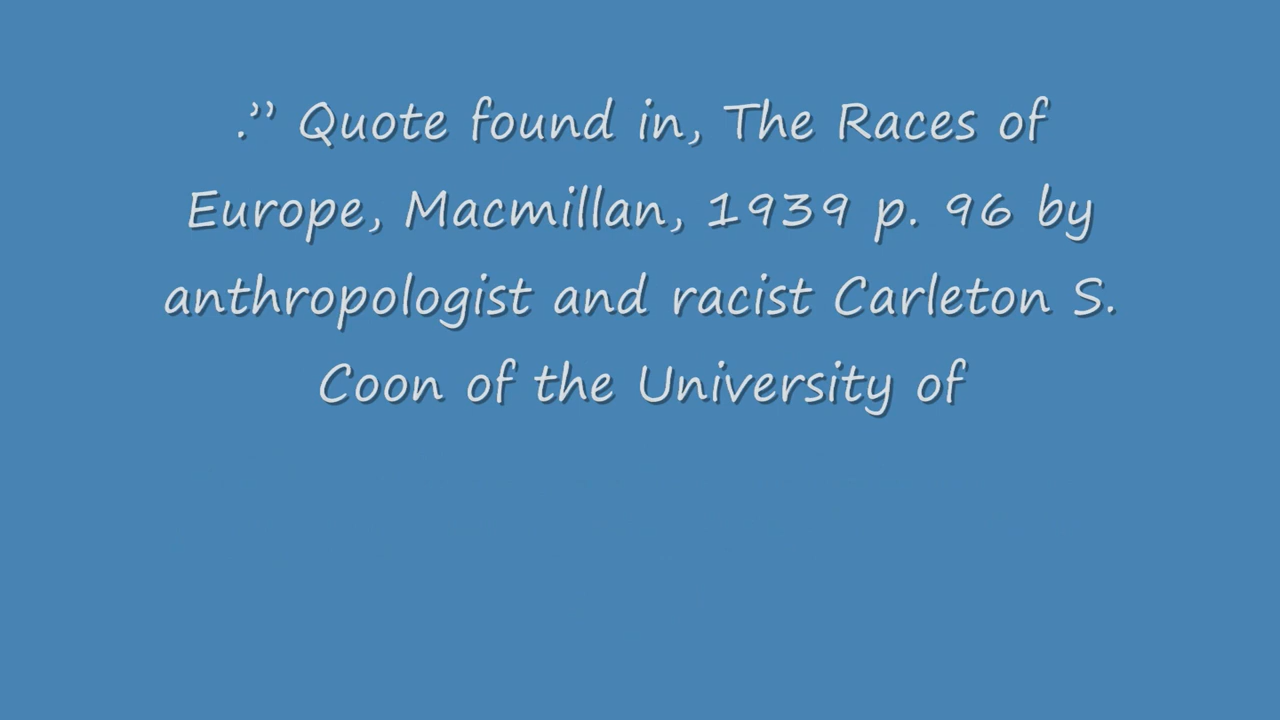 .” Quote found in, The Races of
Europe, Macmillan, 1939 p. 96 by
anthropologist and racist Carleton S.
Coon of the University of